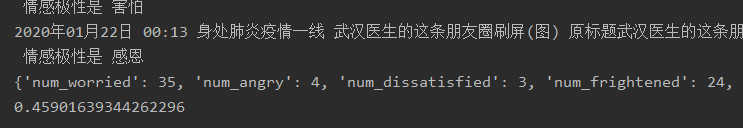 情感极性是 害怕
2020年01月22日 00:13 身处肺炎疫情一线 武汉医生的这条朋友圈刷屏(图) 原标题武汉医生的这条朋
情感极性是 感恩
{'num_worried': 35, 'num_angry': 4, 'num_dissatisfied': 3, 'num_frightened': 24,
0.45901639344262296